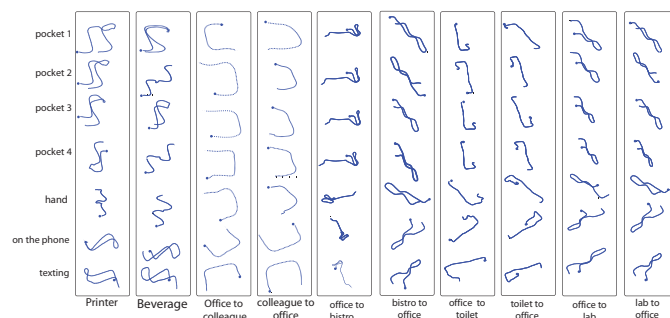 pocket 1
pocket 2
pocket 3
pocket 4
hand
on the phone
texting
Printer
Beverage
Office to
colleague
colleague to
office
office to
bistro
bistro to
office
office to
toilet
toilet to
office
office to
lab
lab to
office